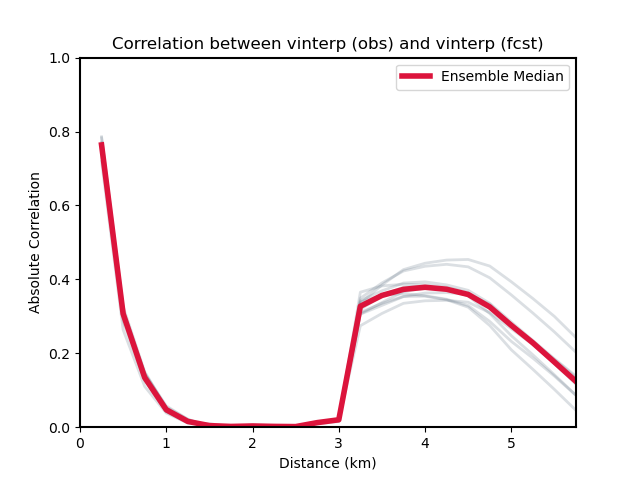 Correlation between vinterp (obs) and vinterp (fcst)
Ensemble Median
1.0
0.8
0.6
0.4
0.2
0.0
Absolute Correlation
0 1 2 3 4 5
Distance (km)